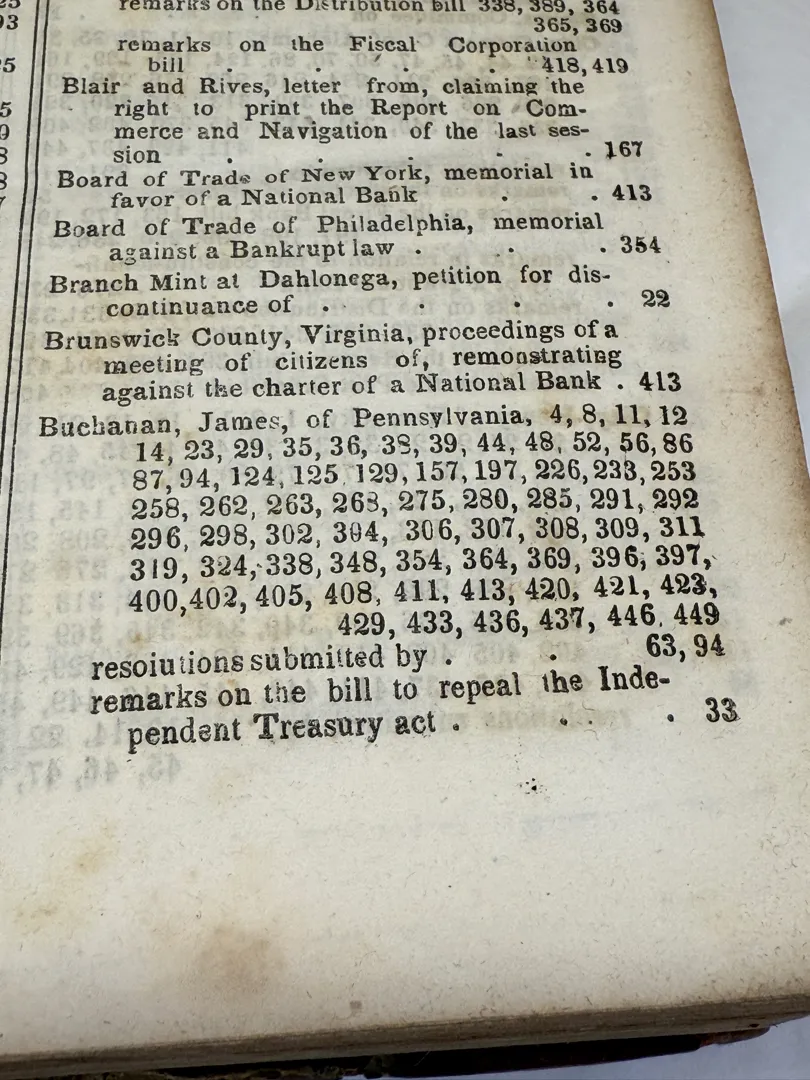 remarks on the Distribution bill 338, 389, 364
365, 369
remarks on the Fiscal Corporation
bill . . . . 418, 419
Blair and Rives, letter from, claiming the
right to print the Report on Com-
merce and Navigation of the last ses-
sion . . . . . 167
Board of Trade of New York, memorial in
favor of a National Bank . . 413
Board of Trade of Philadelphia, memorial
against a Bankrupt law . . . 354
Branch Mint at Dahlonega, petition for dis-
continuance of . . . . 22
Brunswick County, Virginia, proceedings of a
meeting of citizens of, remonstrating
against the charter of a National Bank . 413
Buchanan, James, of Pennsylvania, 4, 8, 11, 12
14, 23, 29, 35, 36, 38, 39, 44, 48, 52, 56, 86
87, 94, 124, 125, 129, 157, 197, 226, 233, 253
258, 262, 263, 268, 275, 280, 285, 291, 292
296, 298, 302, 304, 306, 307, 308, 309, 311
319, 324, 338, 348, 354, 364, 369, 396, 397,
400, 402, 405, 408, 411, 413, 420, 421, 423,
429, 433, 436, 437, 446, 449
resolutions submitted by . . 63, 94
remarks on the bill to repeal the Inde-
pendent Treasury act . . . 33